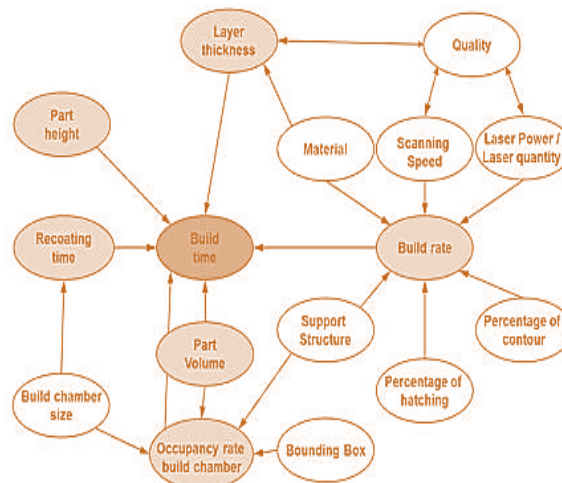 Layer
thickness
Quality
Part
height
Material
Scanning
Speed
Laser Power /
Laser quantity
Recoating
time
Build
time
Build rate
Support
Structure
Percentage of
contour
Part
Volume
Percentage of
hatching
Build chamber
size
Occupancy rate
build chamber
Bounding Box